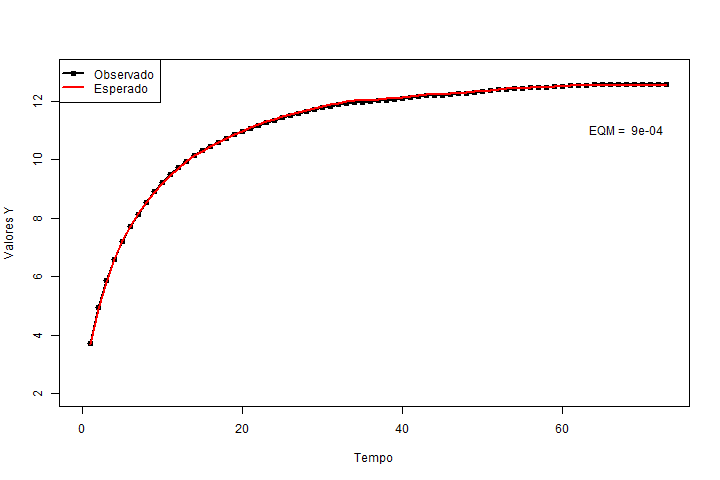 Observado
Esperado
EQM = 9e-04
Valores Y
12
10
8
6
4
2
0
20
40
60
Tempo